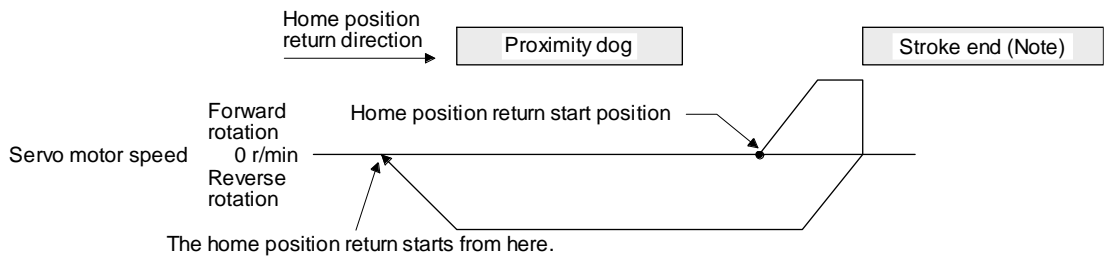 Home position
return direction
Proximity dog
Stroke end (Note)
Forward
rotation
Home position return start position
Servo motor speed 0 r/min
Reverse
rotation
The home position return starts from here.